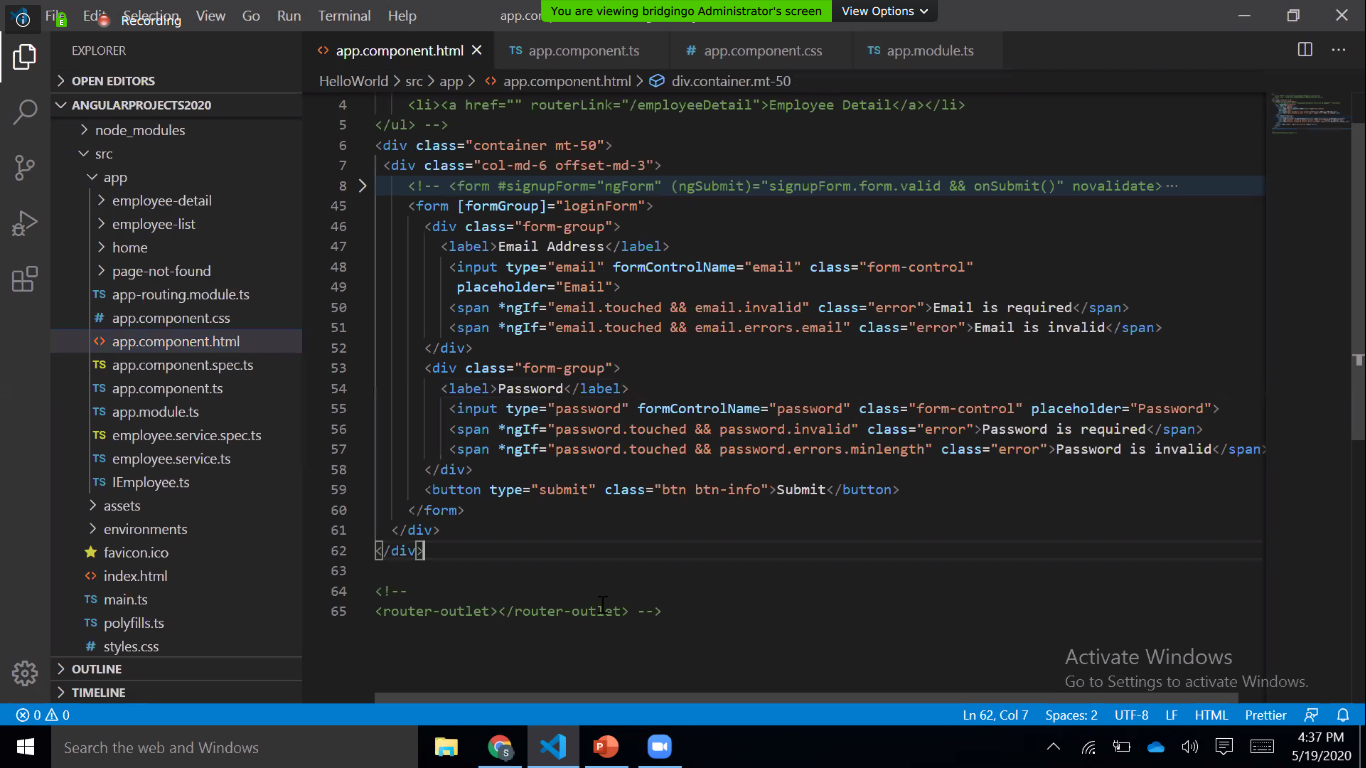 File Edit Selection View Go Run Terminal Help
Recording
app.co
You are viewing bridgingo Administrator's screen
View Options
EXPLORER
OPEN EDITORS
ANGULARPROJECTS2020
node_modules
src
app
employee-detail
employee-list
home
page-not-found
TS app-routing.module.ts
# app.component.css
<> app.component.html
TS app.component.spec.ts
TS app.component.ts
TS app.module.ts
TS employee.service.spec.ts
TS employee.service.ts
TS IEmployee.ts
assets
environments
favicon.ico
<> index.html
TS main.ts
TS polyfills.ts
# styles.css
OUTLINE
TIMELINE
<> app.component.html
TS app.component.ts
# app.component.css
TS app.module.ts
HelloWorld > src > app > <> app.component.html > div.container.mt-50
4 <li><a href="" routerLink="/employeeDetail">Employee Detail</a></li>
5 </ul> -->
6 <div class="container mt-50">
7 <div class="col-md-6 offset-md-3">
8 <!-- <form #signupForm="ngForm" (ngSubmit)="signupForm.form.valid && onSubmit()" novalidate>···
45 <form [formGroup]="loginForm">
46 <div class="form-group">
47 <label>Email Address</label>
48 <input type="email" formControlName="email" class="form-control"
49 placeholder="Email">
50 <span *ngIf="email.touched && email.invalid" class="error">Email is required</span>
51 <span *ngIf="email.touched && email.errors.email" class="error">Email is invalid</span>
52 </div>
53 <div class="form-group">
54 <label>Password</label>
55 <input type="password" formControlName="password" class="form-control" placeholder="Password">
56 <span *ngIf="password.touched && password.invalid" class="error">Password is required</span>
57 <span *ngIf="password.touched && password.errors.minlength" class="error">Password is invalid</span>
58 </div>
59 <button type="submit" class="btn btn-info">Submit</button>
60 </form>
61 </div>
62 </div>
63
64 <!--
65 <router-outlet></router-outlet> -->
Activate Windows
Go to Settings to activate Windows.
0 0
Ln 62, Col 7
Spaces: 2
UTF-8
LF
HTML
Prettier
Search the web and Windows
4:37 PM
5/19/2020